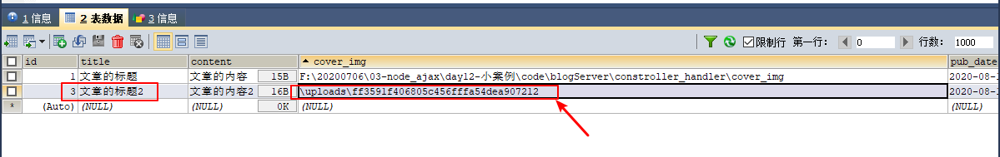 1 信息 2 表数据 3 信息
限制行 第一行: 0 行数: 1000
id title content cover_img pub_date
1 文章的标题 文章的内容 15B F:\20200706\03-node_ajax\day12-小案例\code\blogServer\constroller_handler\cover_img 2020-08-1
3 文章的标题2 文章的内容2 16B \uploads\ff3591f406805c456fffa54dea907212 2020-08-1
* (Auto) (NULL) (NULL) 0K (NULL) (NULL)